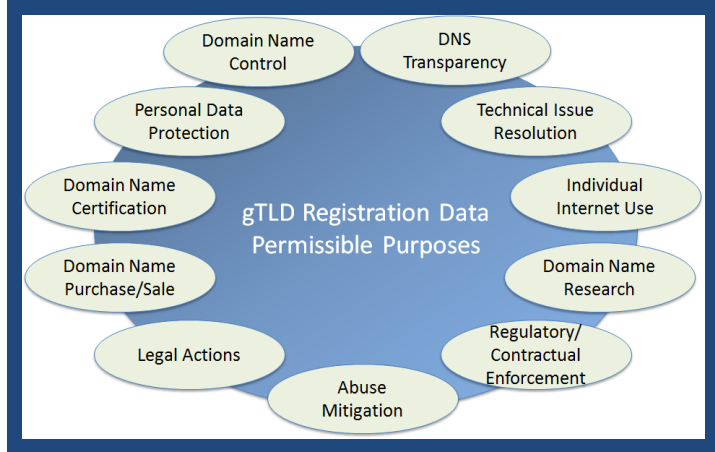 Domain Name
Control
DNS
Transparency
Personal Data
Protection
Technical Issue
Resolution
Domain Name
Certification
Individual
Internet Use
gTLD Registration Data
Permissible Purposes
Domain Name
Purchase/Sale
Domain Name
Research
Legal Actions
Regulatory/
Contractual
Enforcement
Abuse
Mitigation